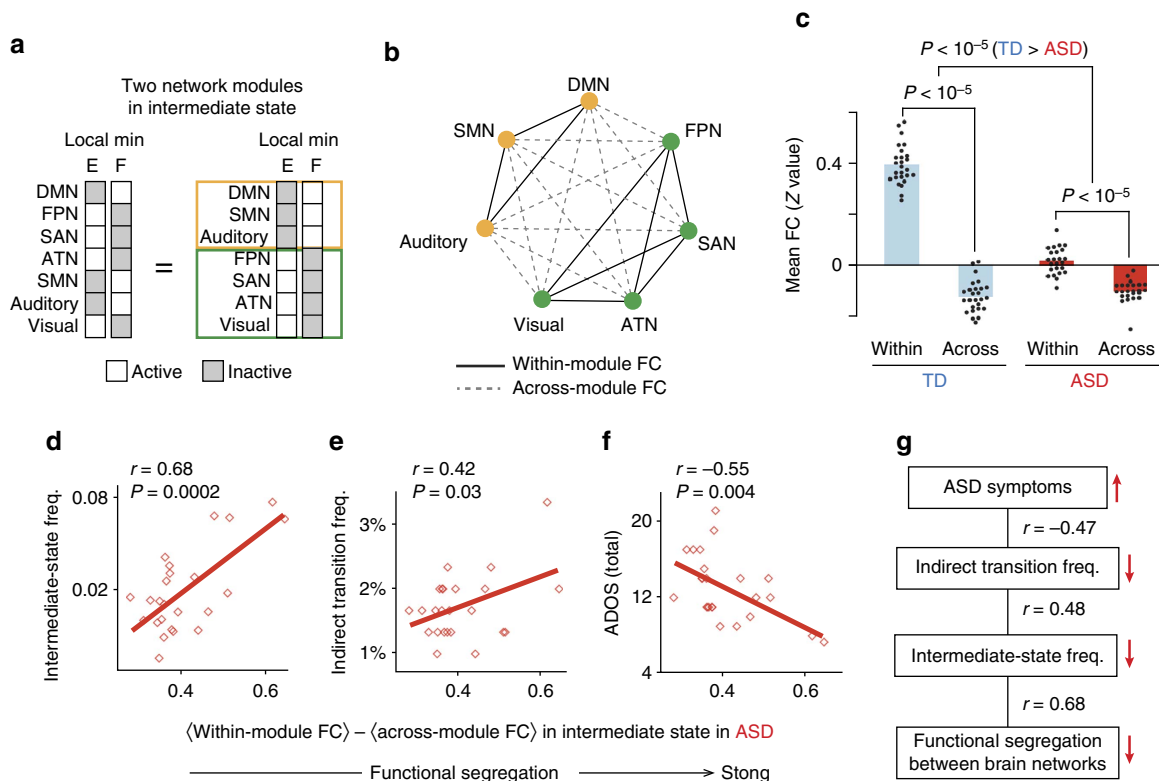 a
Two network modules
in intermediate state
Local min
E F
DMN
FPN
SAN
ATN
SMN
Auditory
Visual
=
Local min
E F
DMN
SMN
Auditory
FPN
SAN
ATN
Visual
Active
Inactive
b
DMN
SMN
FPN
Auditory
SAN
Visual
ATN
Within-module FC
Across-module FC
c
P < 10⁻⁵ (TD > ASD)
P < 10⁻⁵
P < 10⁻⁵
Mean FC (Z value)
0.4
0
Within
Across
Within
Across
TD
ASD
d
r = 0.68
P = 0.0002
Intermediate-state freq.
0.08
0.02
0.4
0.6
e
r = 0.42
P = 0.03
Indirect transition freq.
3%
2%
1%
0.4
0.6
f
r = –0.55
P = 0.004
ADOS (total)
20
12
4
0.4
0.6
⟨Within-module FC⟩ – ⟨across-module FC⟩ in intermediate state in ASD
Functional segregation
Stong
g
ASD symptoms
r = –0.47
Indirect transition freq.
r = 0.48
Intermediate-state freq.
r = 0.68
Functional segregation
between brain networks